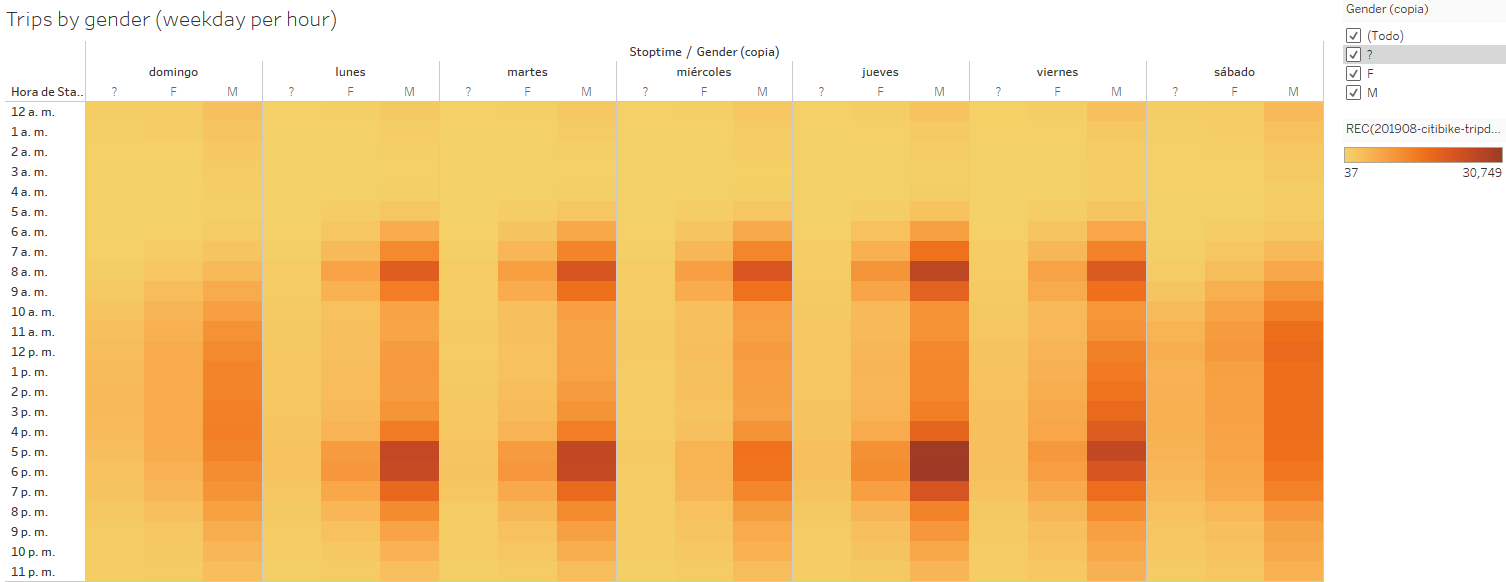 Trips by gender (weekday per hour)
Stoptime / Gender (copia)
domingo lunes martes miércoles jueves viernes sábado
Hora de Sta.. ? F M ? F M ? F M ? F M ? F M ? F M ? F M
12 a. m.
1 a. m.
2 a. m.
3 a. m.
4 a. m.
5 a. m.
6 a. m.
7 a. m.
8 a. m.
9 a. m.
10 a. m.
11 a. m.
12 p. m.
1 p. m.
2 p. m.
3 p. m.
4 p. m.
5 p. m.
6 p. m.
7 p. m.
8 p. m.
9 p. m.
10 p. m.
11 p. m.
Gender (copia)
(Todo)
?
F
M
REC(201908-citibike-tripd...
37 30,749